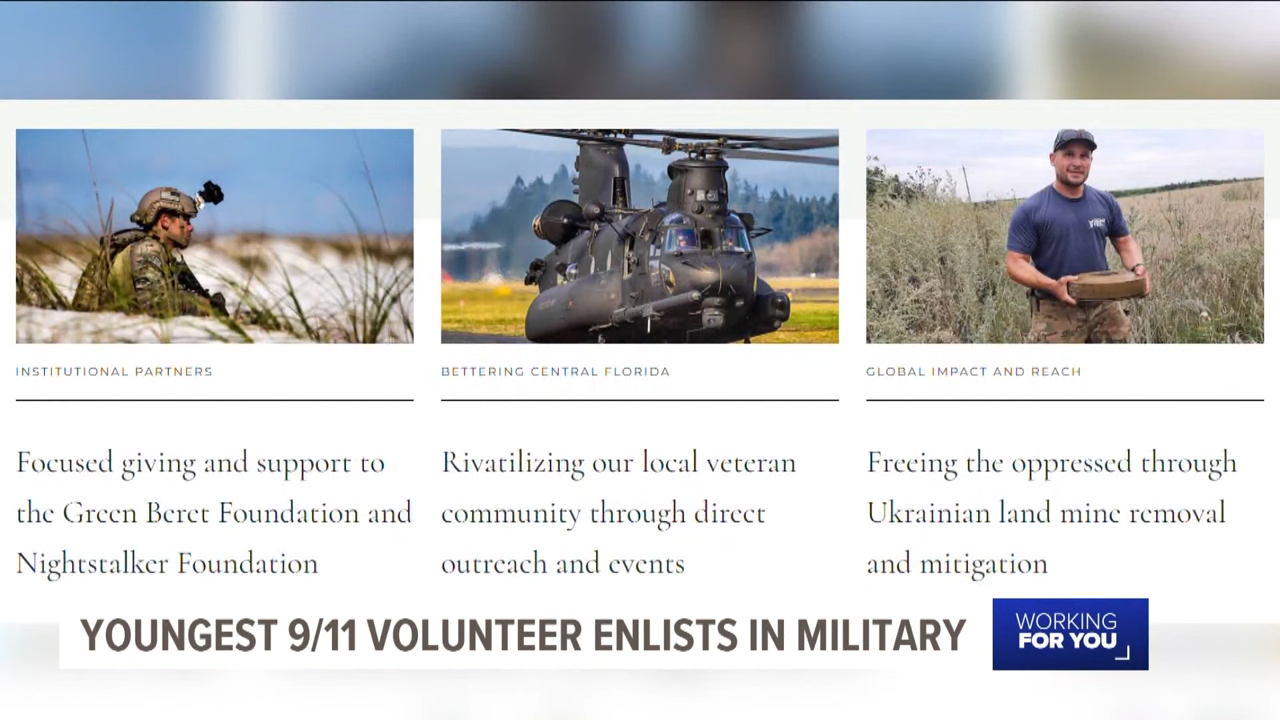 INSTITUTIONAL PARTNERS
Focused giving and support to
the Green Beret Foundation and
Nightstalker Foundation
BETTERING CENTRAL FLORIDA
Rivatilizing our local veteran
community through direct
outreach and events
GLOBAL IMPACT AND REACH
Freeing the oppressed through
Ukrainian land mine removal
and mitigation
YOUNGEST 9/11 VOLUNTEER ENLISTS IN MILITARY
WORKING
FOR YOU